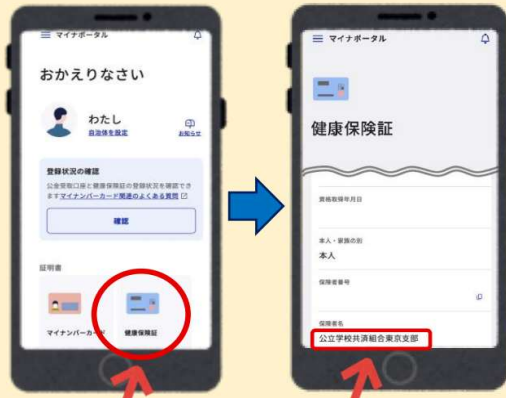 マイナポータル
おかえりなさい
わたし
自治体を設定
お知らせ
登録状況の確認
公金受取口座と健康保険証の登録状況を確認でき
ますマイナンバーカード関連のよくある質問
確認
証明書
マイナンバーカード
健康保険証
マイナポータル
健康保険証
資格取得年月日
本人・家族の別
本人
保険者番号
保険者名
公立学校共済組合東京支部